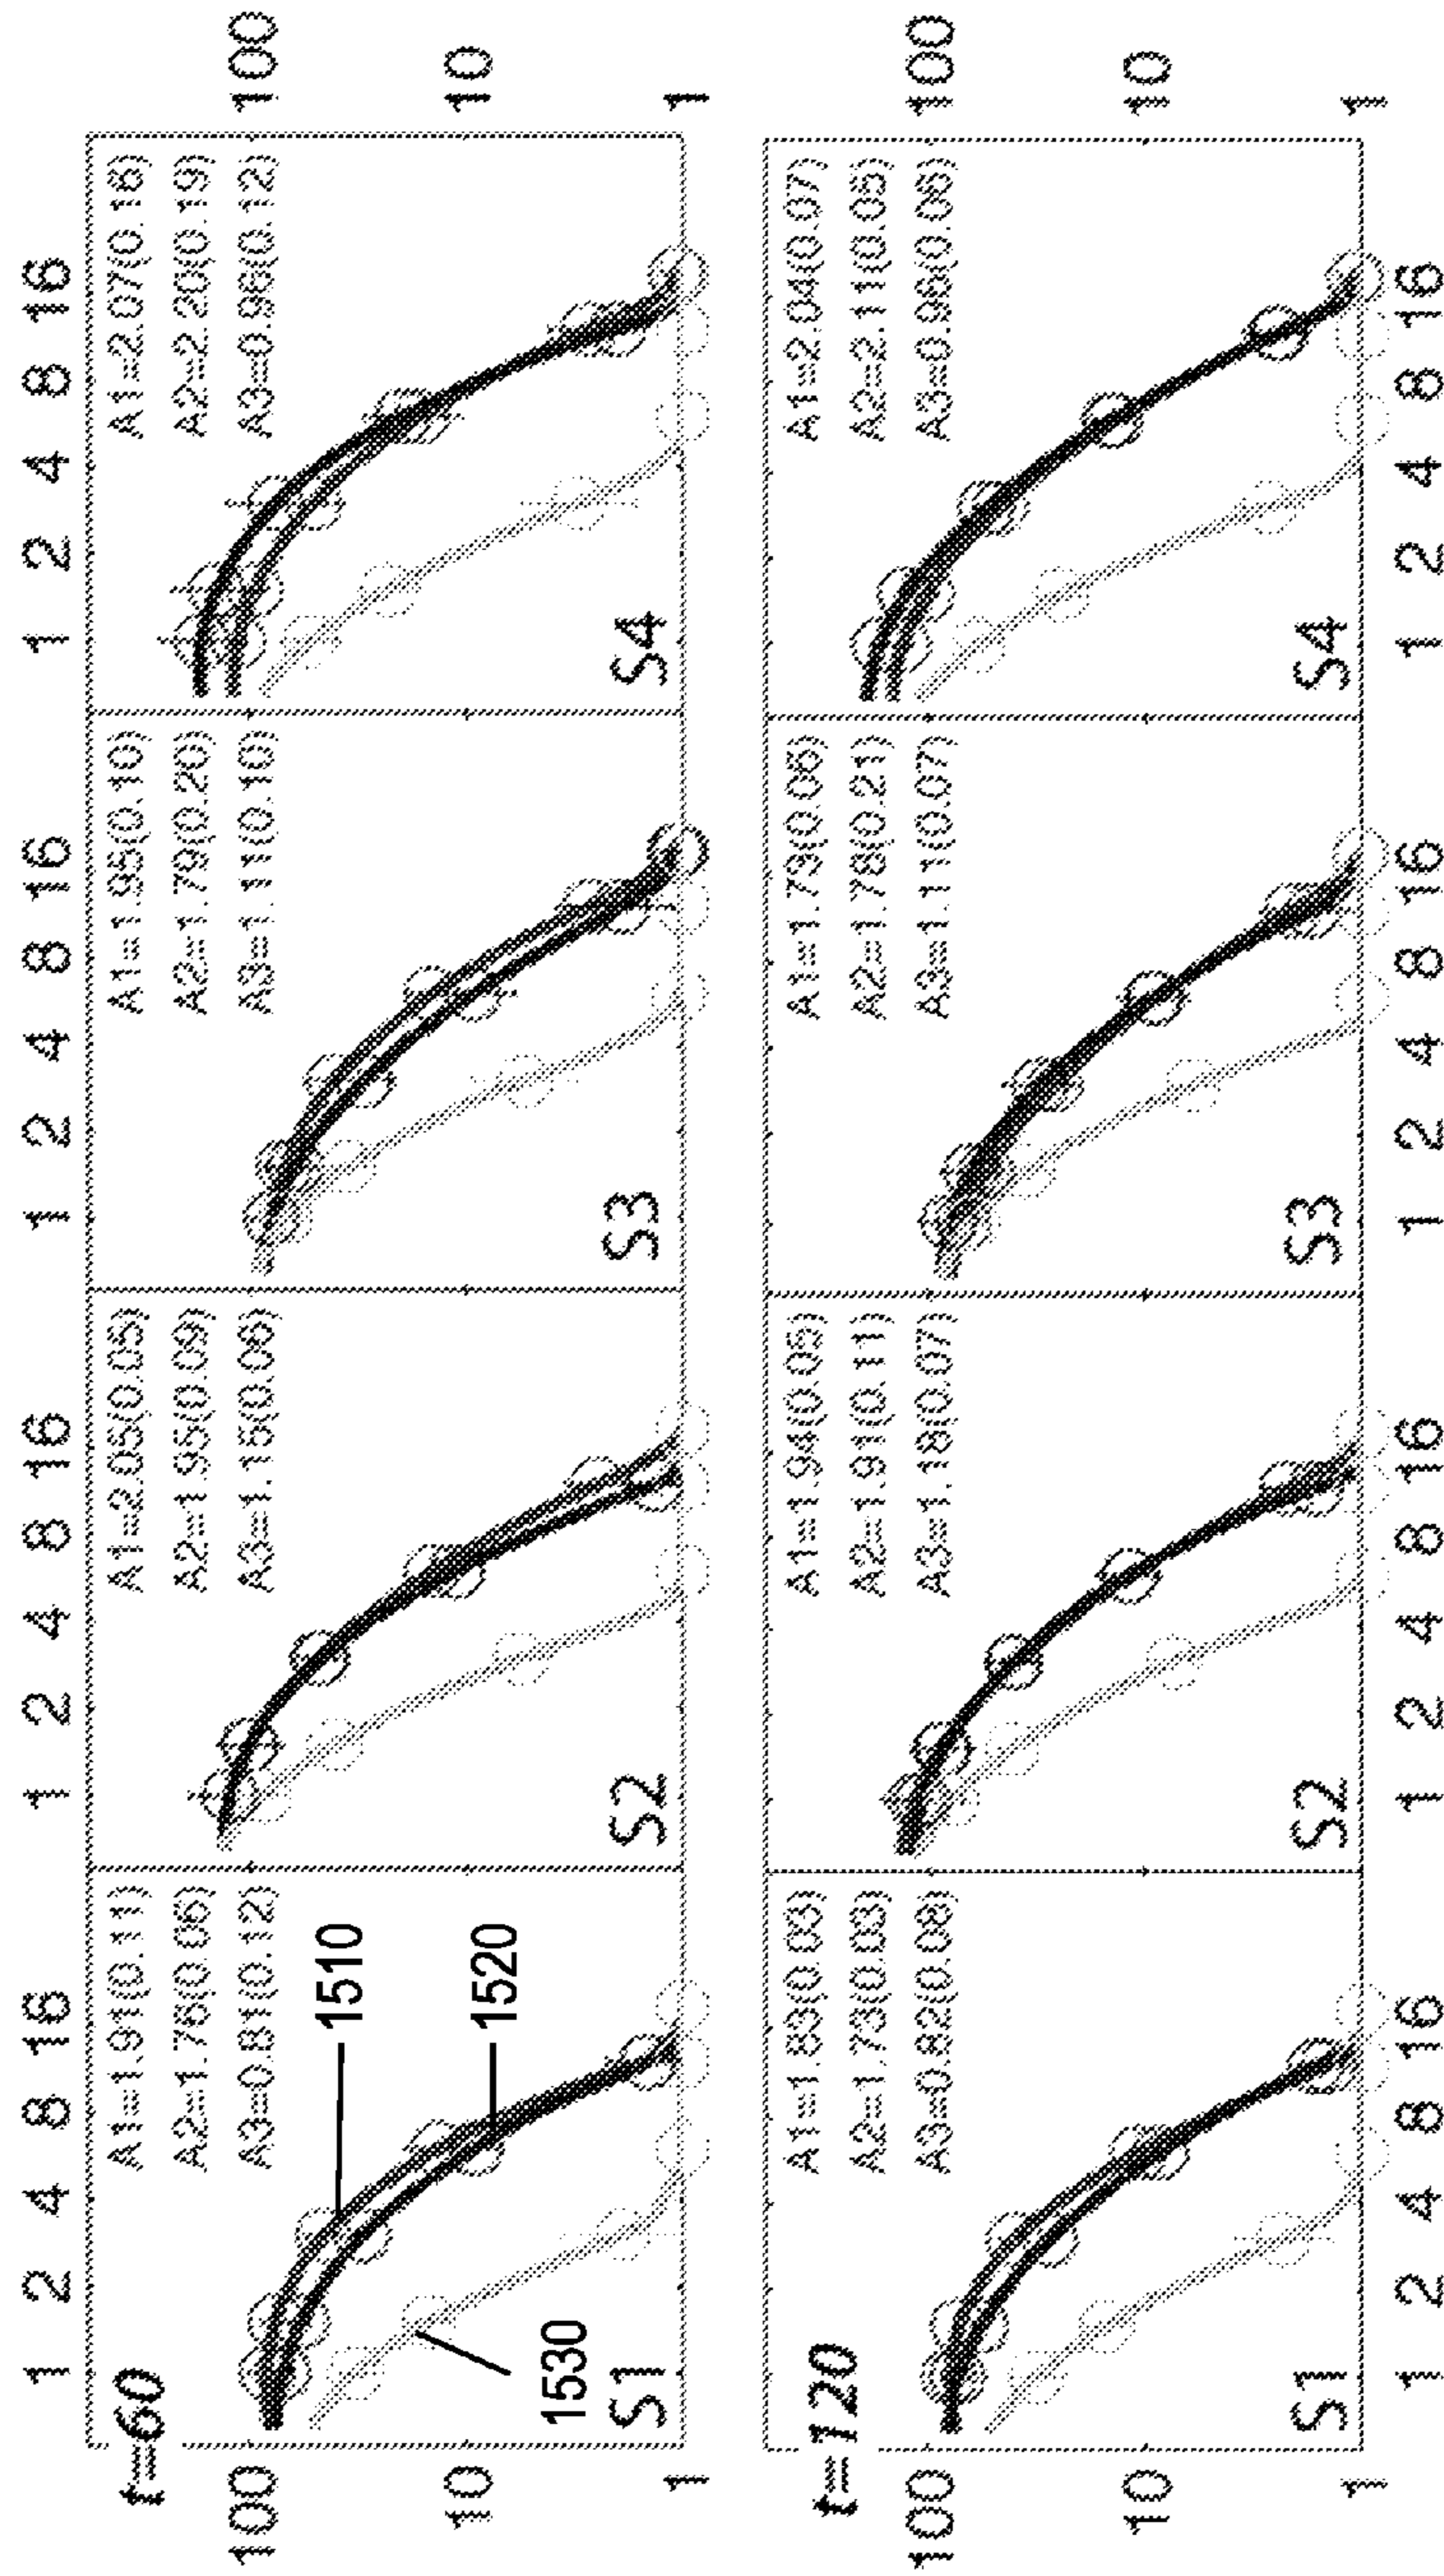 1 2 4 8 16 1 2 4 8 16 1 2 4 8 16 1 2 4 8 16
t=60
100 100
10 10
1 1
A1=1.91(0.11)
A2=1.76(0.06)
A3=0.81(0.12)
1510
1520
1530
S1
A1=2.05(0.05)
A2=1.95(0.09)
A3=1.15(0.06)
S2
A1=1.95(0.10)
A2=1.79(0.20)
A3=1.11(0.10)
S3
A1=2.07(0.16)
A2=2.20(0.19)
A3=0.96(0.12)
S4
t=120
100 100
10 10
1 1
A1=1.83(0.03)
A2=1.73(0.03)
A3=0.82(0.08)
S1
A1=1.94(0.05)
A2=1.91(0.11)
A3=1.18(0.07)
S2
A1=1.73(0.06)
A2=1.78(0.21)
A3=1.11(0.07)
S3
A1=2.04(0.07)
A2=2.11(0.05)
A3=0.96(0.06)
S4
1 2 4 8 16 1 2 4 8 16 1 2 4 8 16 1 2 4 8 16